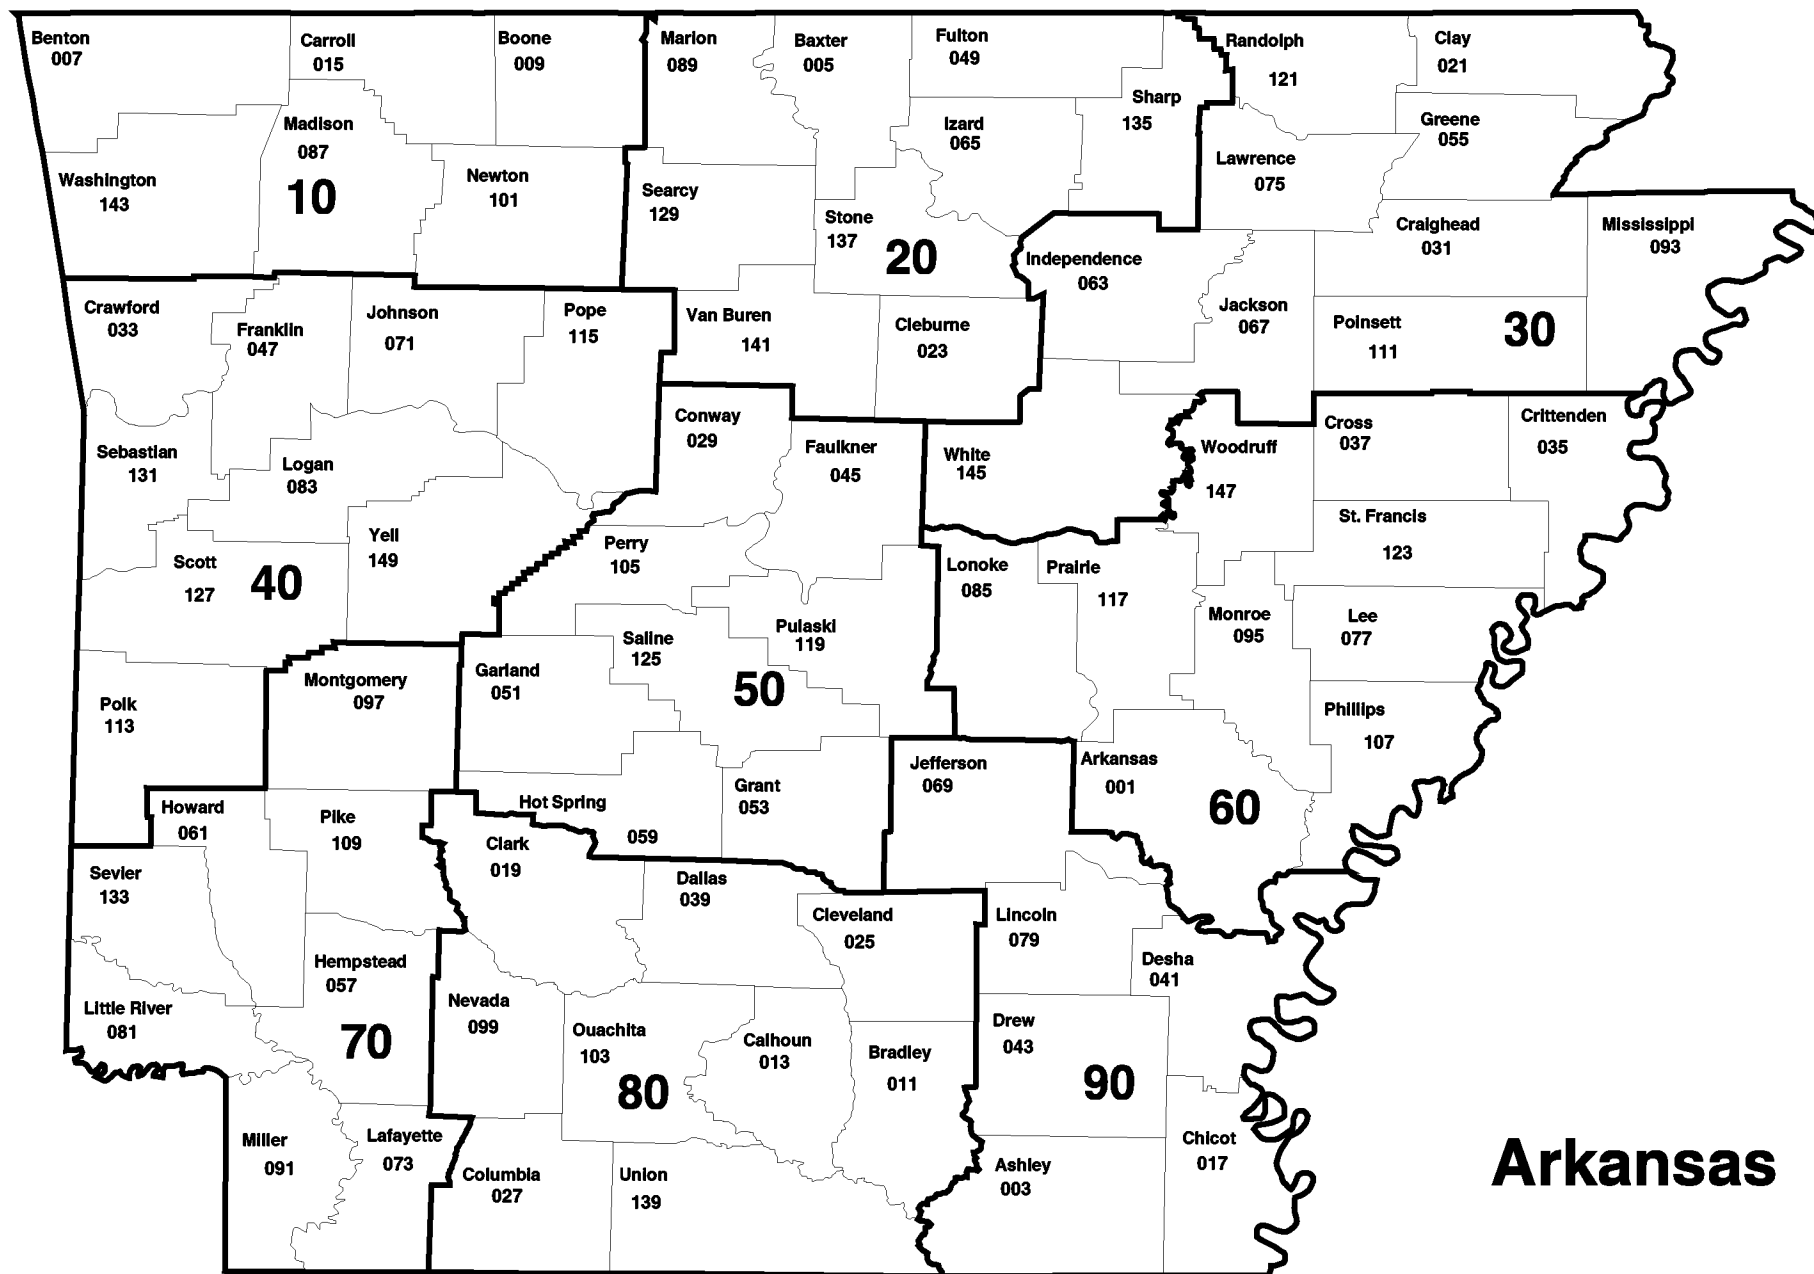 Benton
007
Carroll
015
Boone
009
Marion
089
Baxter
005
Fulton
049
Randolph
121
Clay
021
Sharp
135
Izard
065
Greene
055
Madison
087
10
Washington
143
Newton
101
Searcy
129
Stone
137
20
Lawrence
075
Craighead
031
Mississippi
093
Independence
063
Jackson
067
Poinsett
111
30
Crawford
033
Franklin
047
Johnson
071
Pope
115
Van Buren
141
Cleburne
023
Sebastian
131
Logan
083
Conway
029
Faulkner
045
White
145
Woodruff
147
Cross
037
Crittenden
035
St. Francis
123
Scott
127
40
Yell
149
Perry
105
Lonoke
085
Prairie
117
Monroe
095
Lee
077
Saline
125
Pulaski
119
50
Garland
051
Polk
113
Montgomery
097
Phillips
107
Howard
061
Pike
109
Hot Spring
059
Grant
053
Jefferson
069
Arkansas
001
60
Sevier
133
Clark
019
Dallas
039
Cleveland
025
Lincoln
079
Desha
041
Hempstead
057
70
Little River
081
Nevada
099
Ouachita
103
80
Calhoun
013
Bradley
011
Drew
043
90
Miller
091
Lafayette
073
Columbia
027
Union
139
Ashley
003
Chicot
017
Arkansas